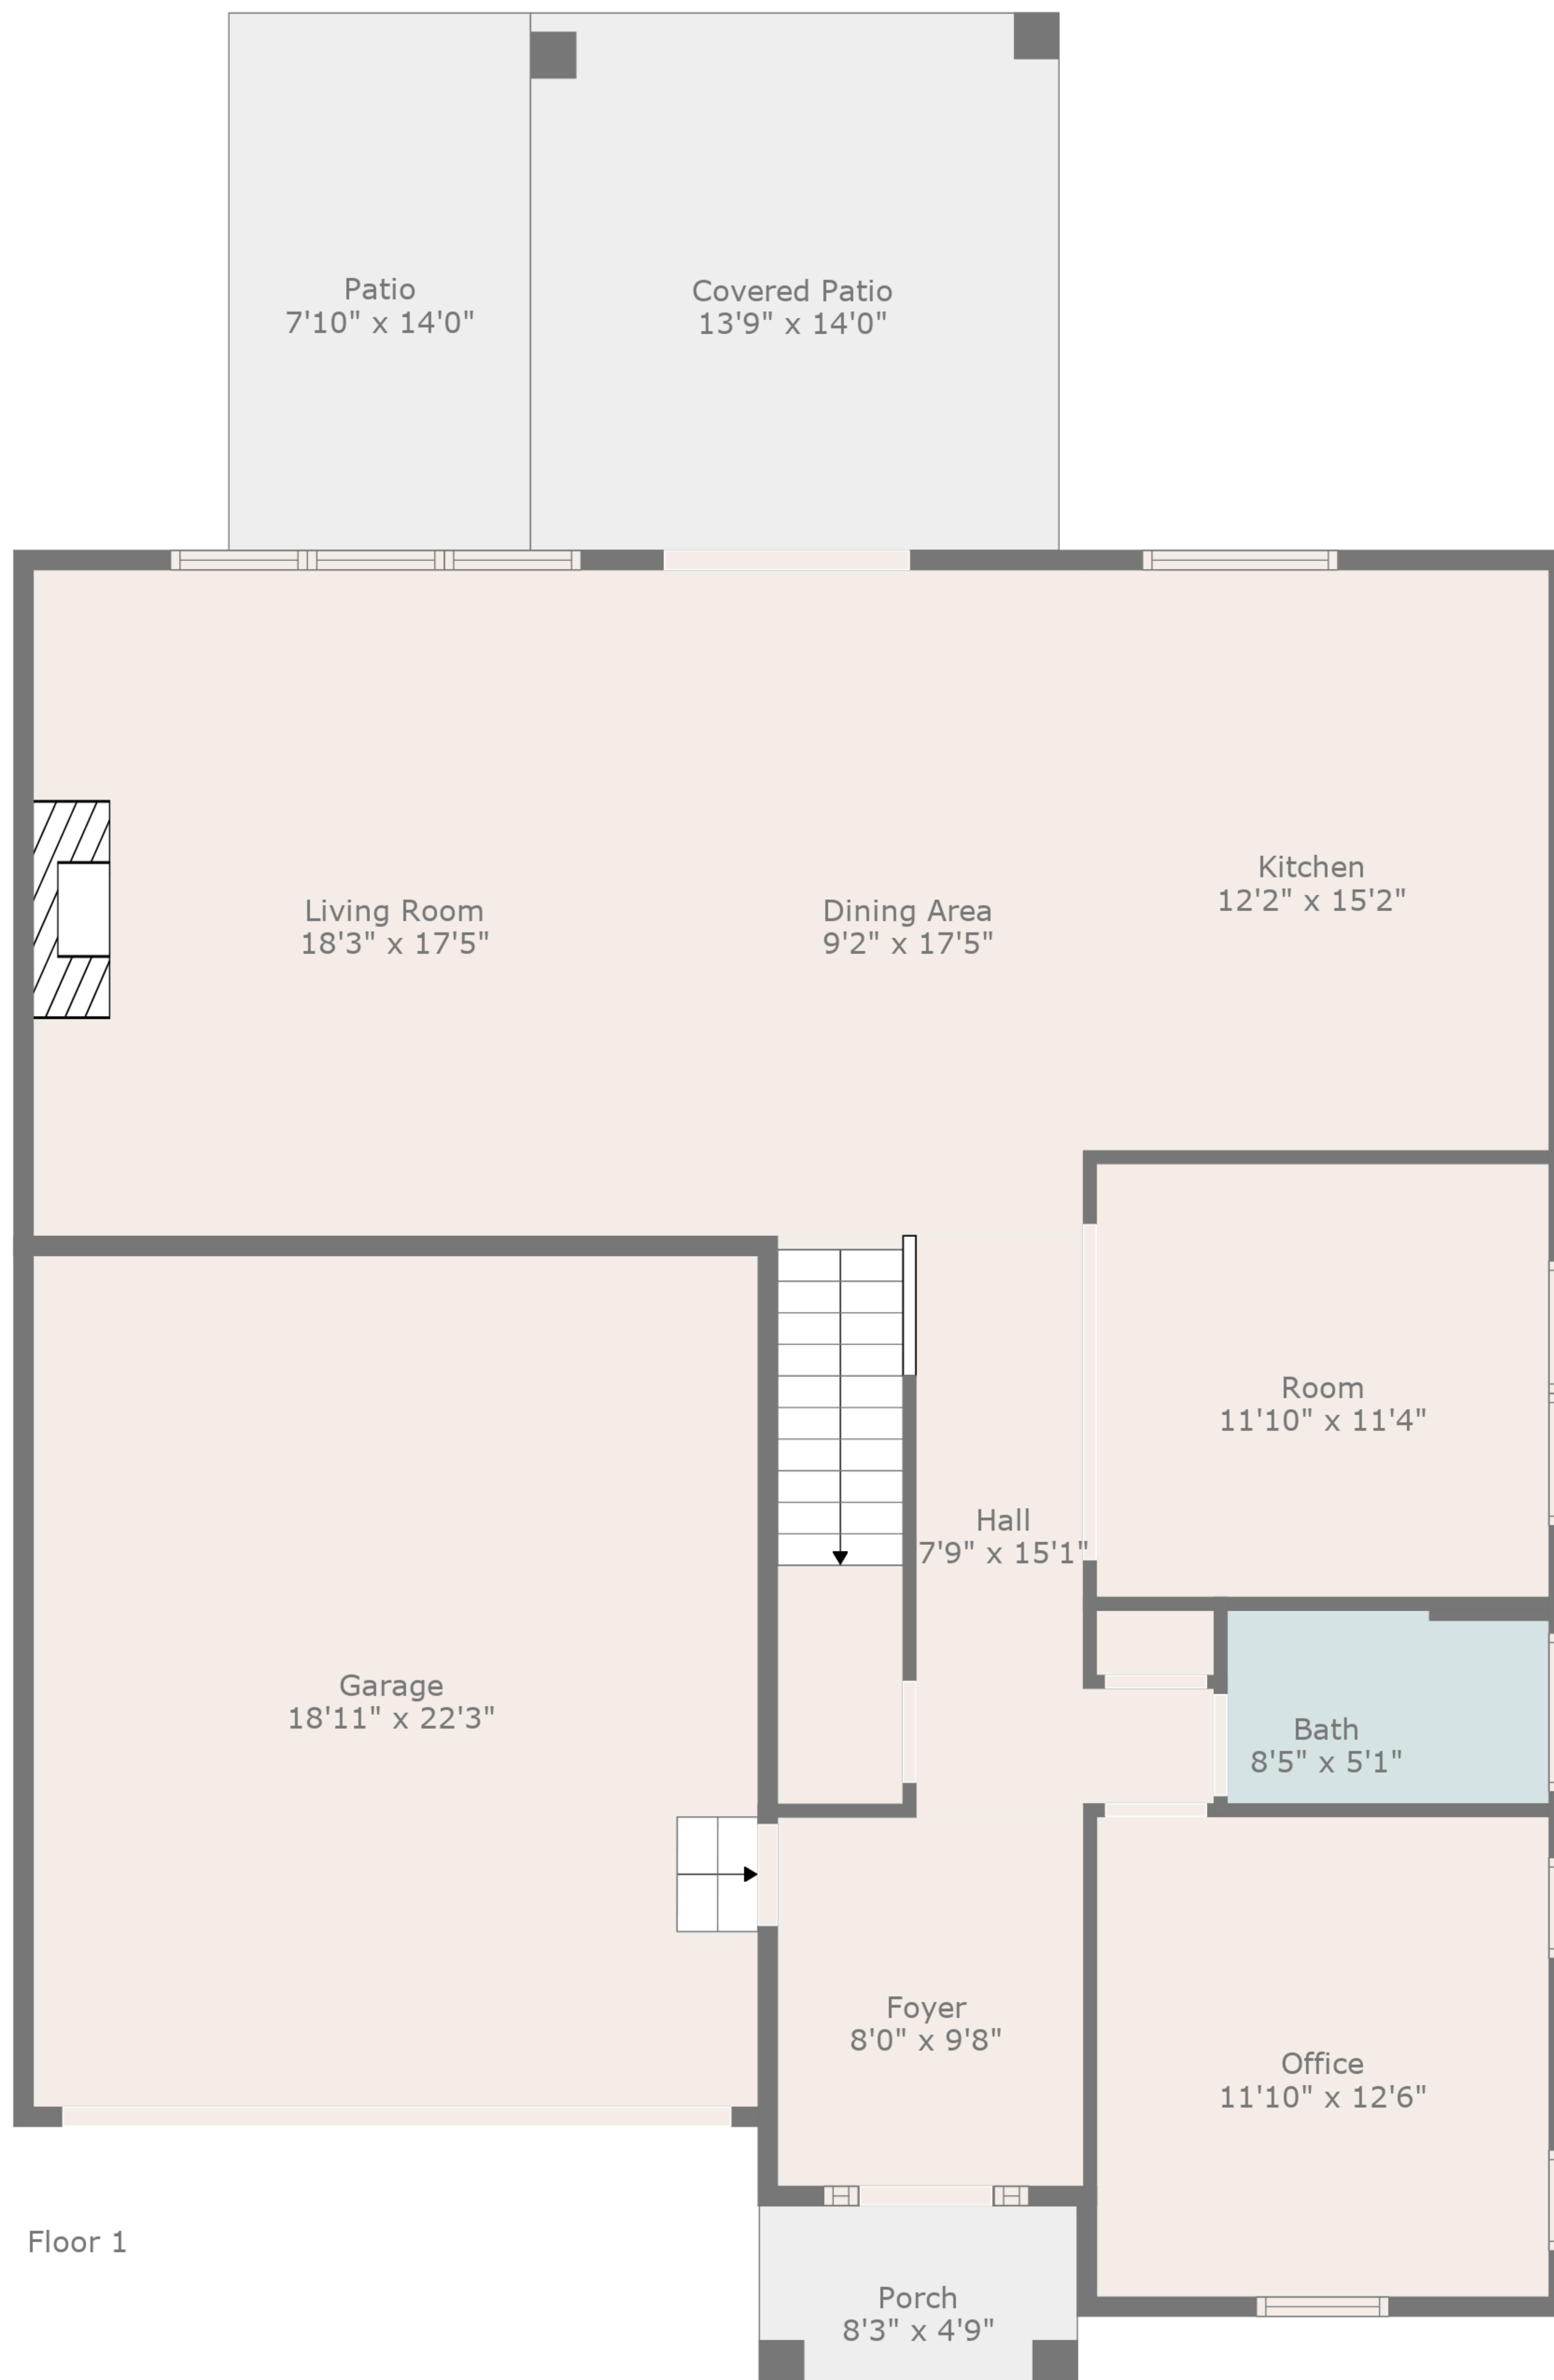 Patio
7'10" x 14'0"
Covered Patio
13'9" x 14'0"
Living Room
18'3" x 17'5"
Dining Area
9'2" x 17'5"
Kitchen
12'2" x 15'2"
Room
11'10" x 11'4"
Hall
7'9" x 15'1"
Garage
18'11" x 22'3"
Bath
8'5" x 5'1"
Foyer
8'0" x 9'8"
Office
11'10" x 12'6"
Floor 1
Porch
8'3" x 4'9"